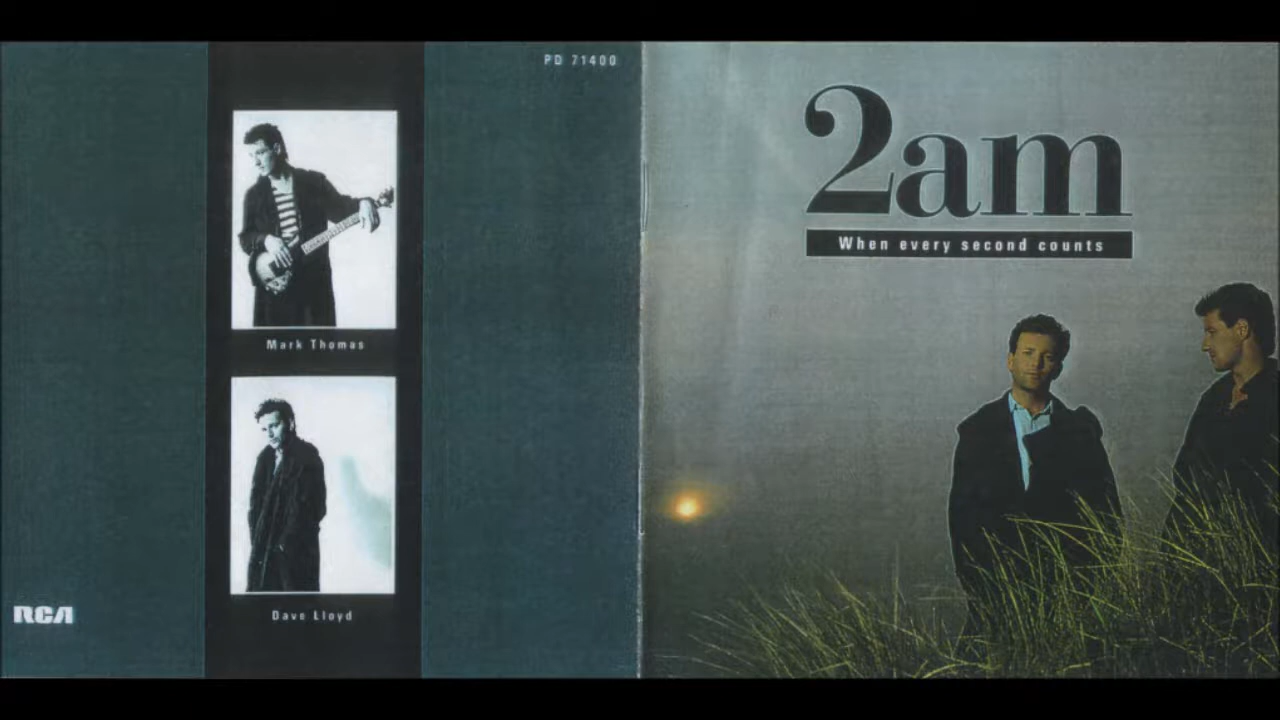 PD 71400
Mark Thomas
Dave Lloyd
RCA
2am
When every second counts